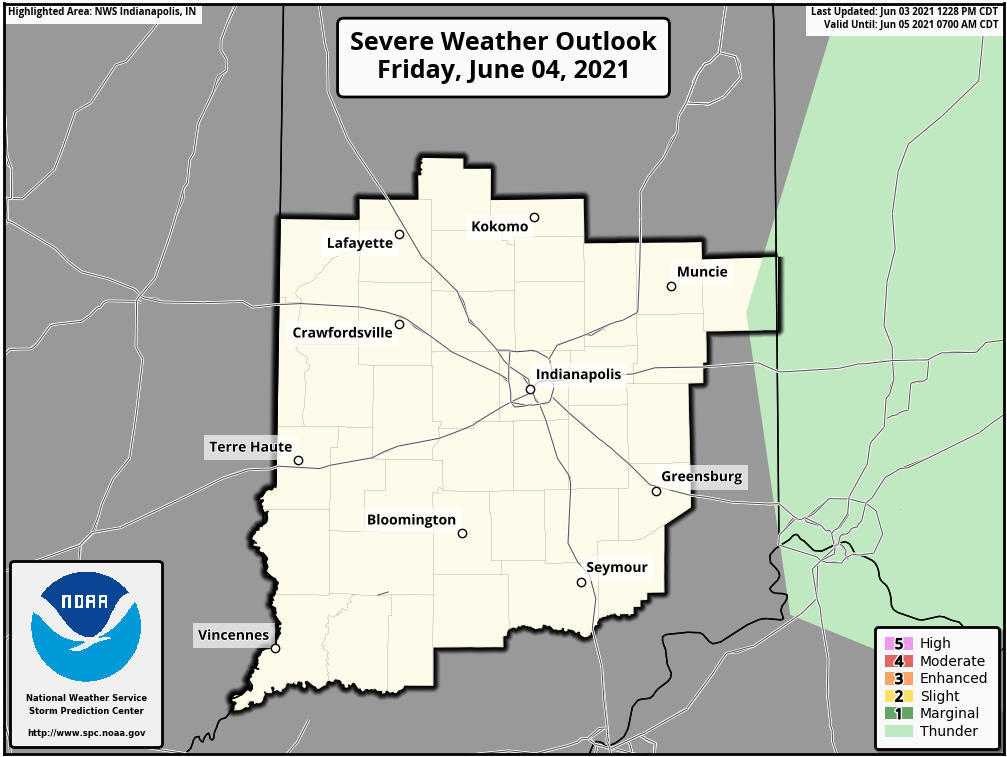 Highlighted Area: NWS Indianapolis, IN
Last Updated: Jun 03 2021 1228 PM CDT
Valid Until: Jun 05 2021 0700 AM CDT
Severe Weather Outlook
Friday, June 04, 2021
Kokomo
Lafayette
Muncie
Crawfordsville
Indianapolis
Terre Haute
Greensburg
Bloomington
Seymour
Vincennes
NOAA
National Weather Service
Storm Prediction Center
http://www.spc.noaa.gov
5 High
4 Moderate
3 Enhanced
2 Slight
1 Marginal
Thunder